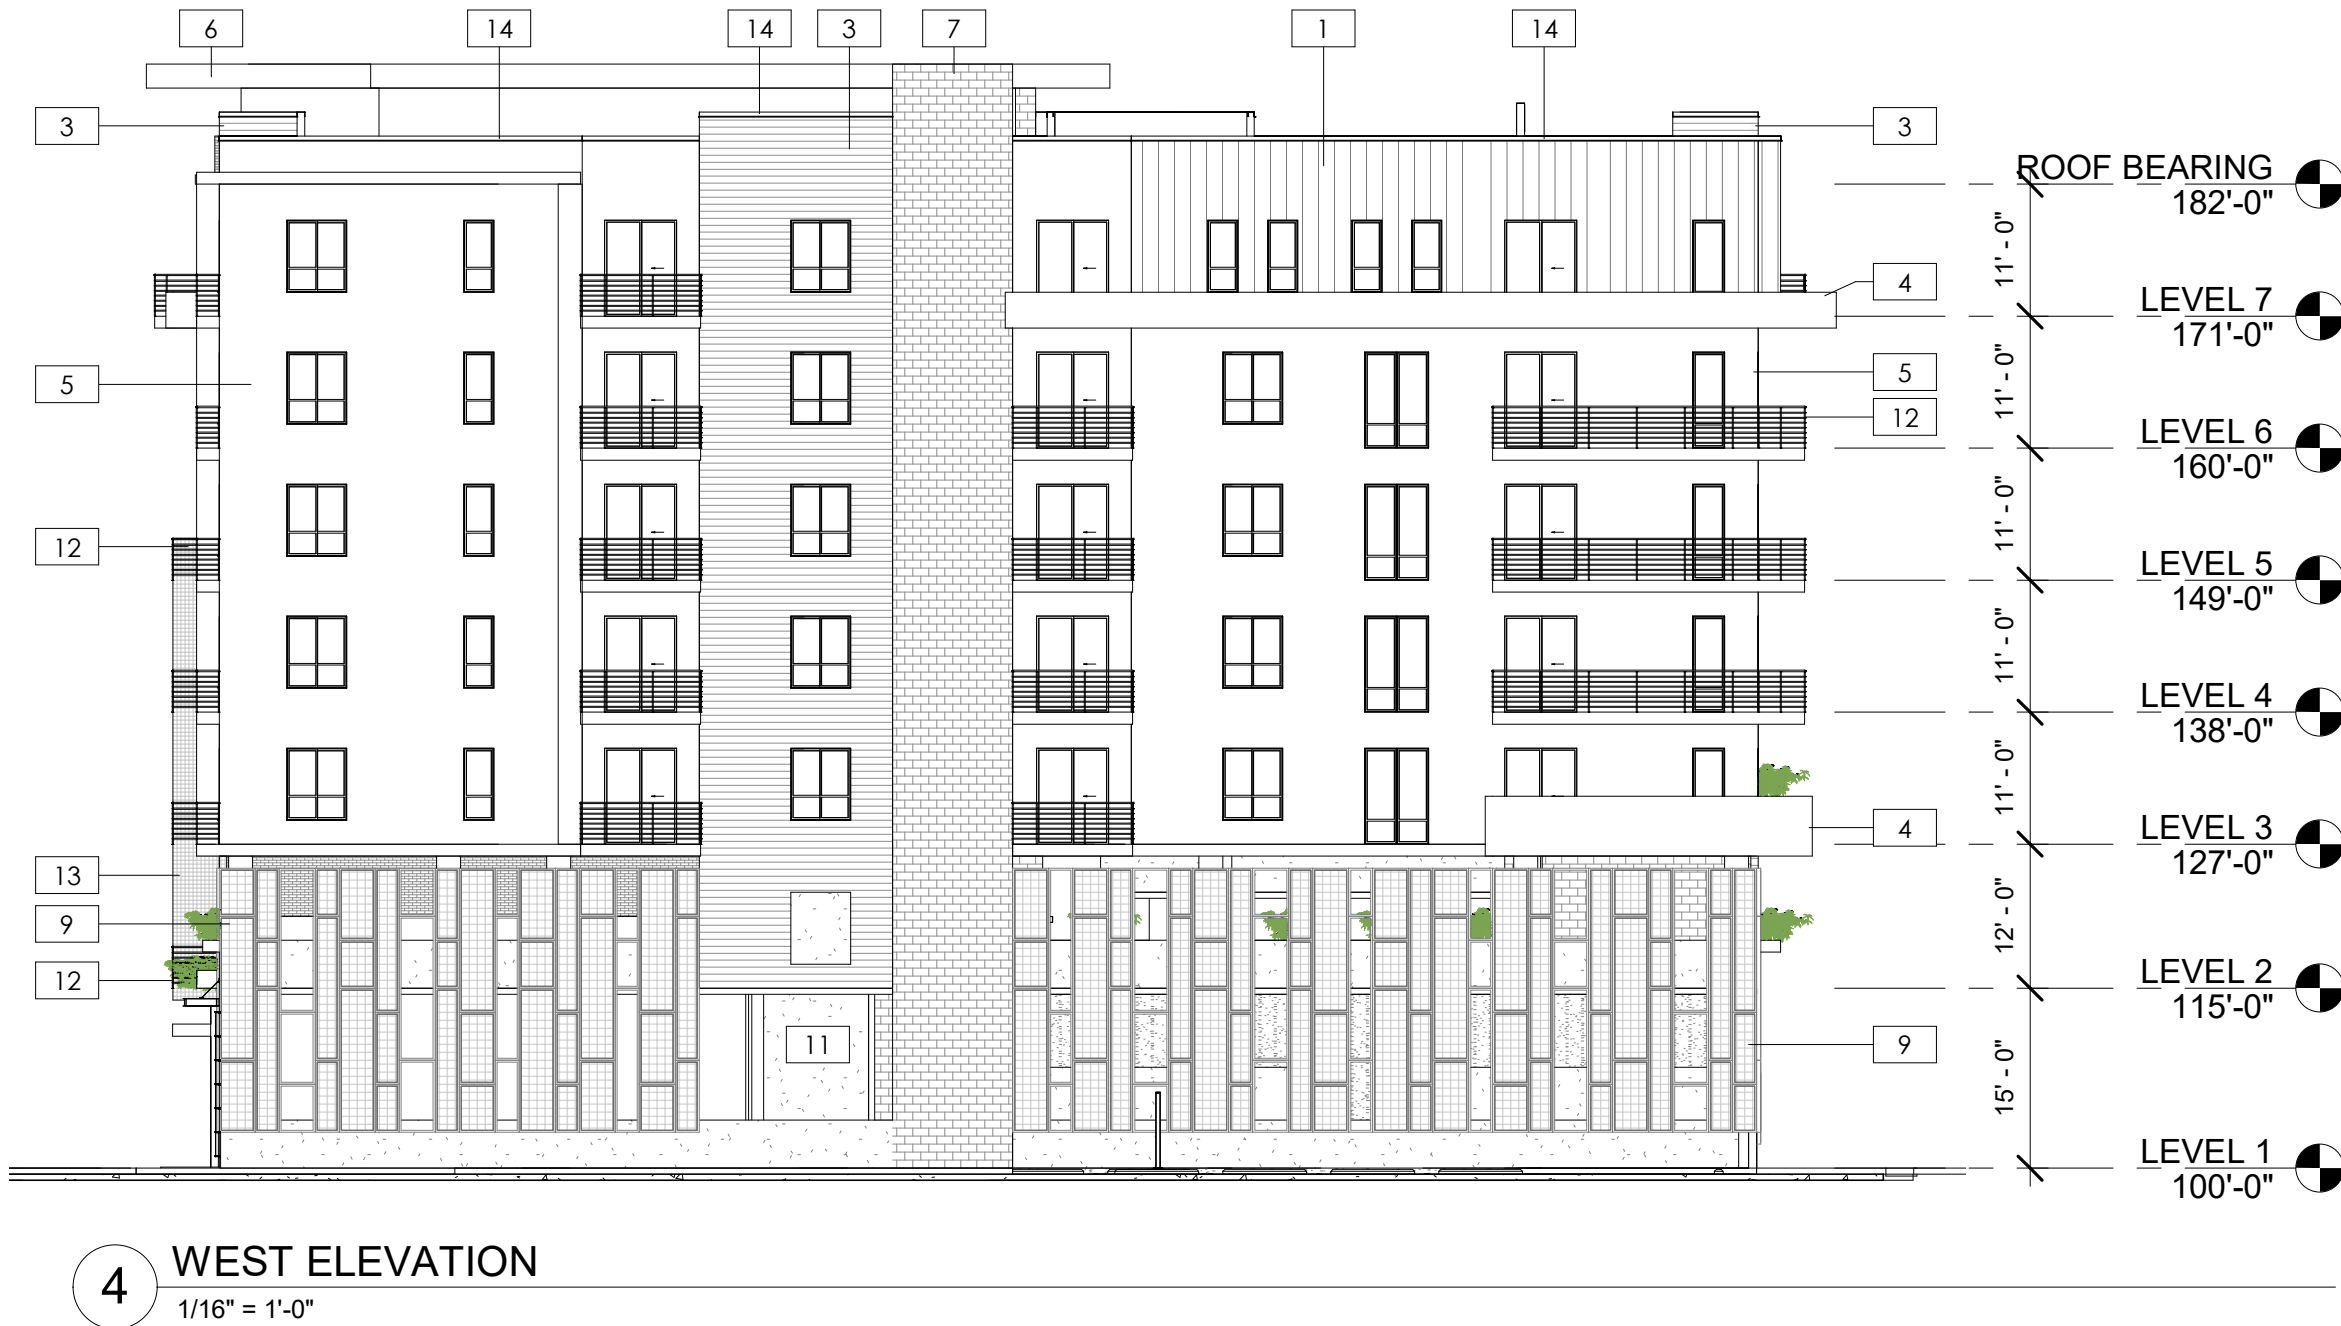 6
14
14
3
7
1
14
3
3
ROOF BEARING
182'-0"
11' - 0"
4
LEVEL 7
171'-0"
5
5
11' - 0"
12
LEVEL 6
160'-0"
11' - 0"
12
LEVEL 5
149'-0"
11' - 0"
LEVEL 4
138'-0"
11' - 0"
4
LEVEL 3
127'-0"
13
9
12' - 0"
12
LEVEL 2
115'-0"
11
9
15' - 0"
LEVEL 1
100'-0"
4
WEST ELEVATION
1/16" = 1'-0"